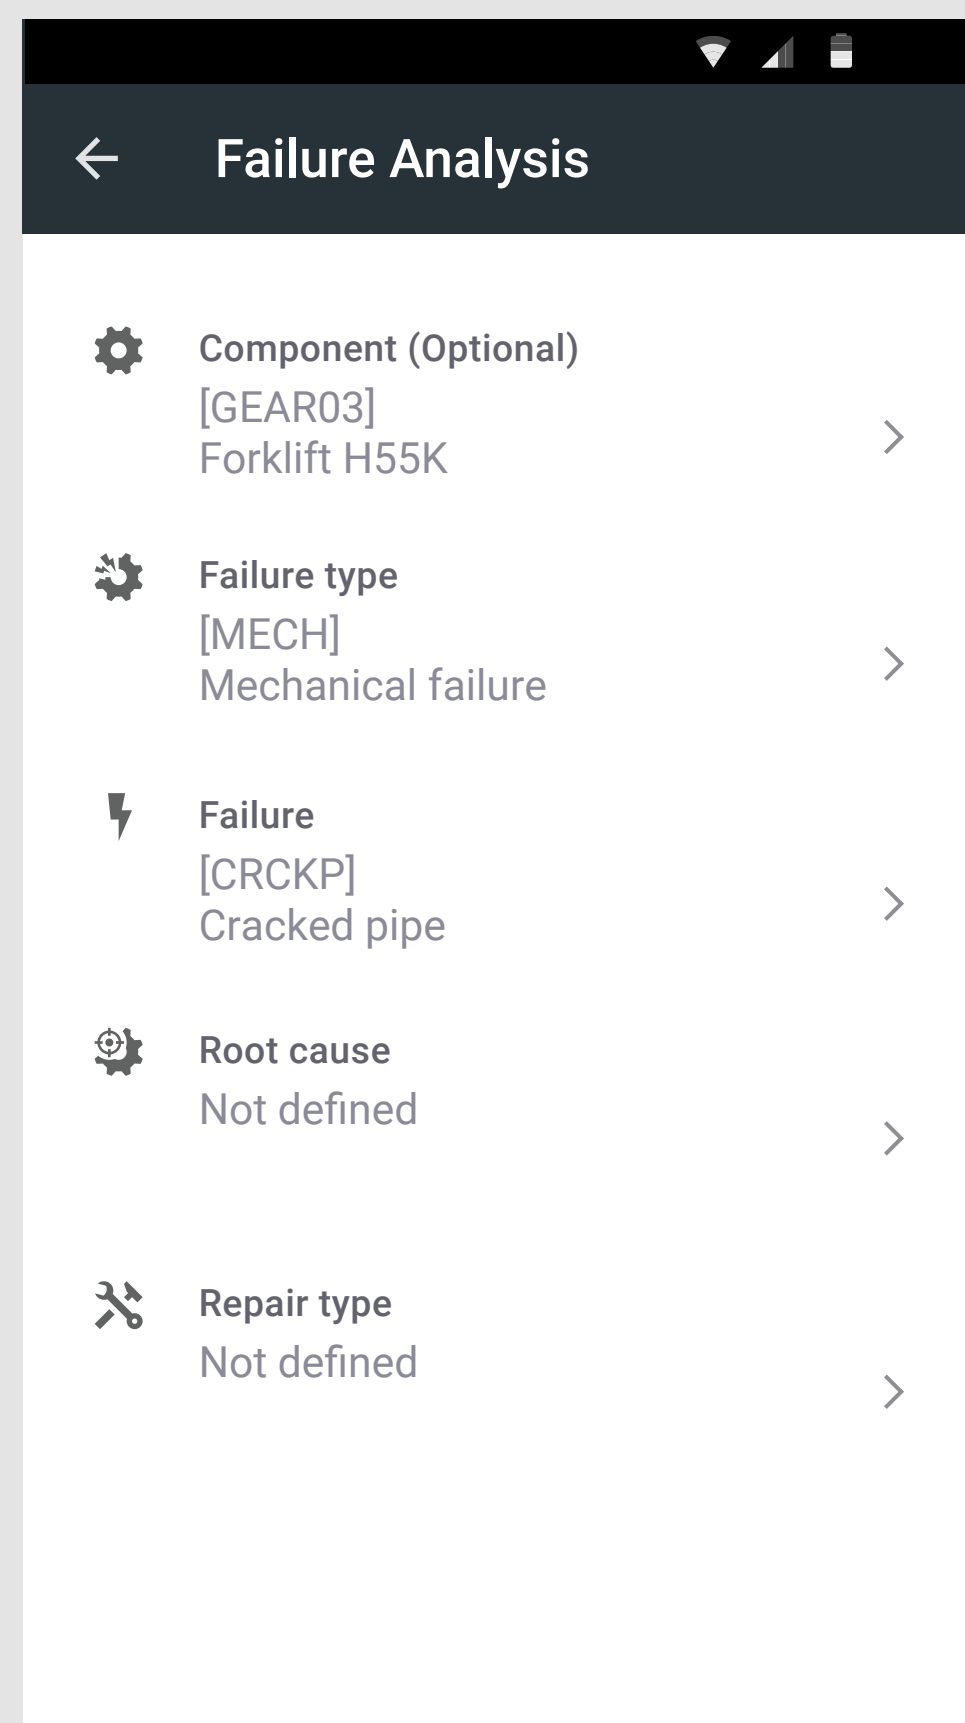 Failure Analysis
Component (Optional)
[GEAR03]
Forklift H55K
Failure type
[MECH]
Mechanical failure
Failure
[CRCKP]
Cracked pipe
Root cause
Not defined
Repair type
Not defined